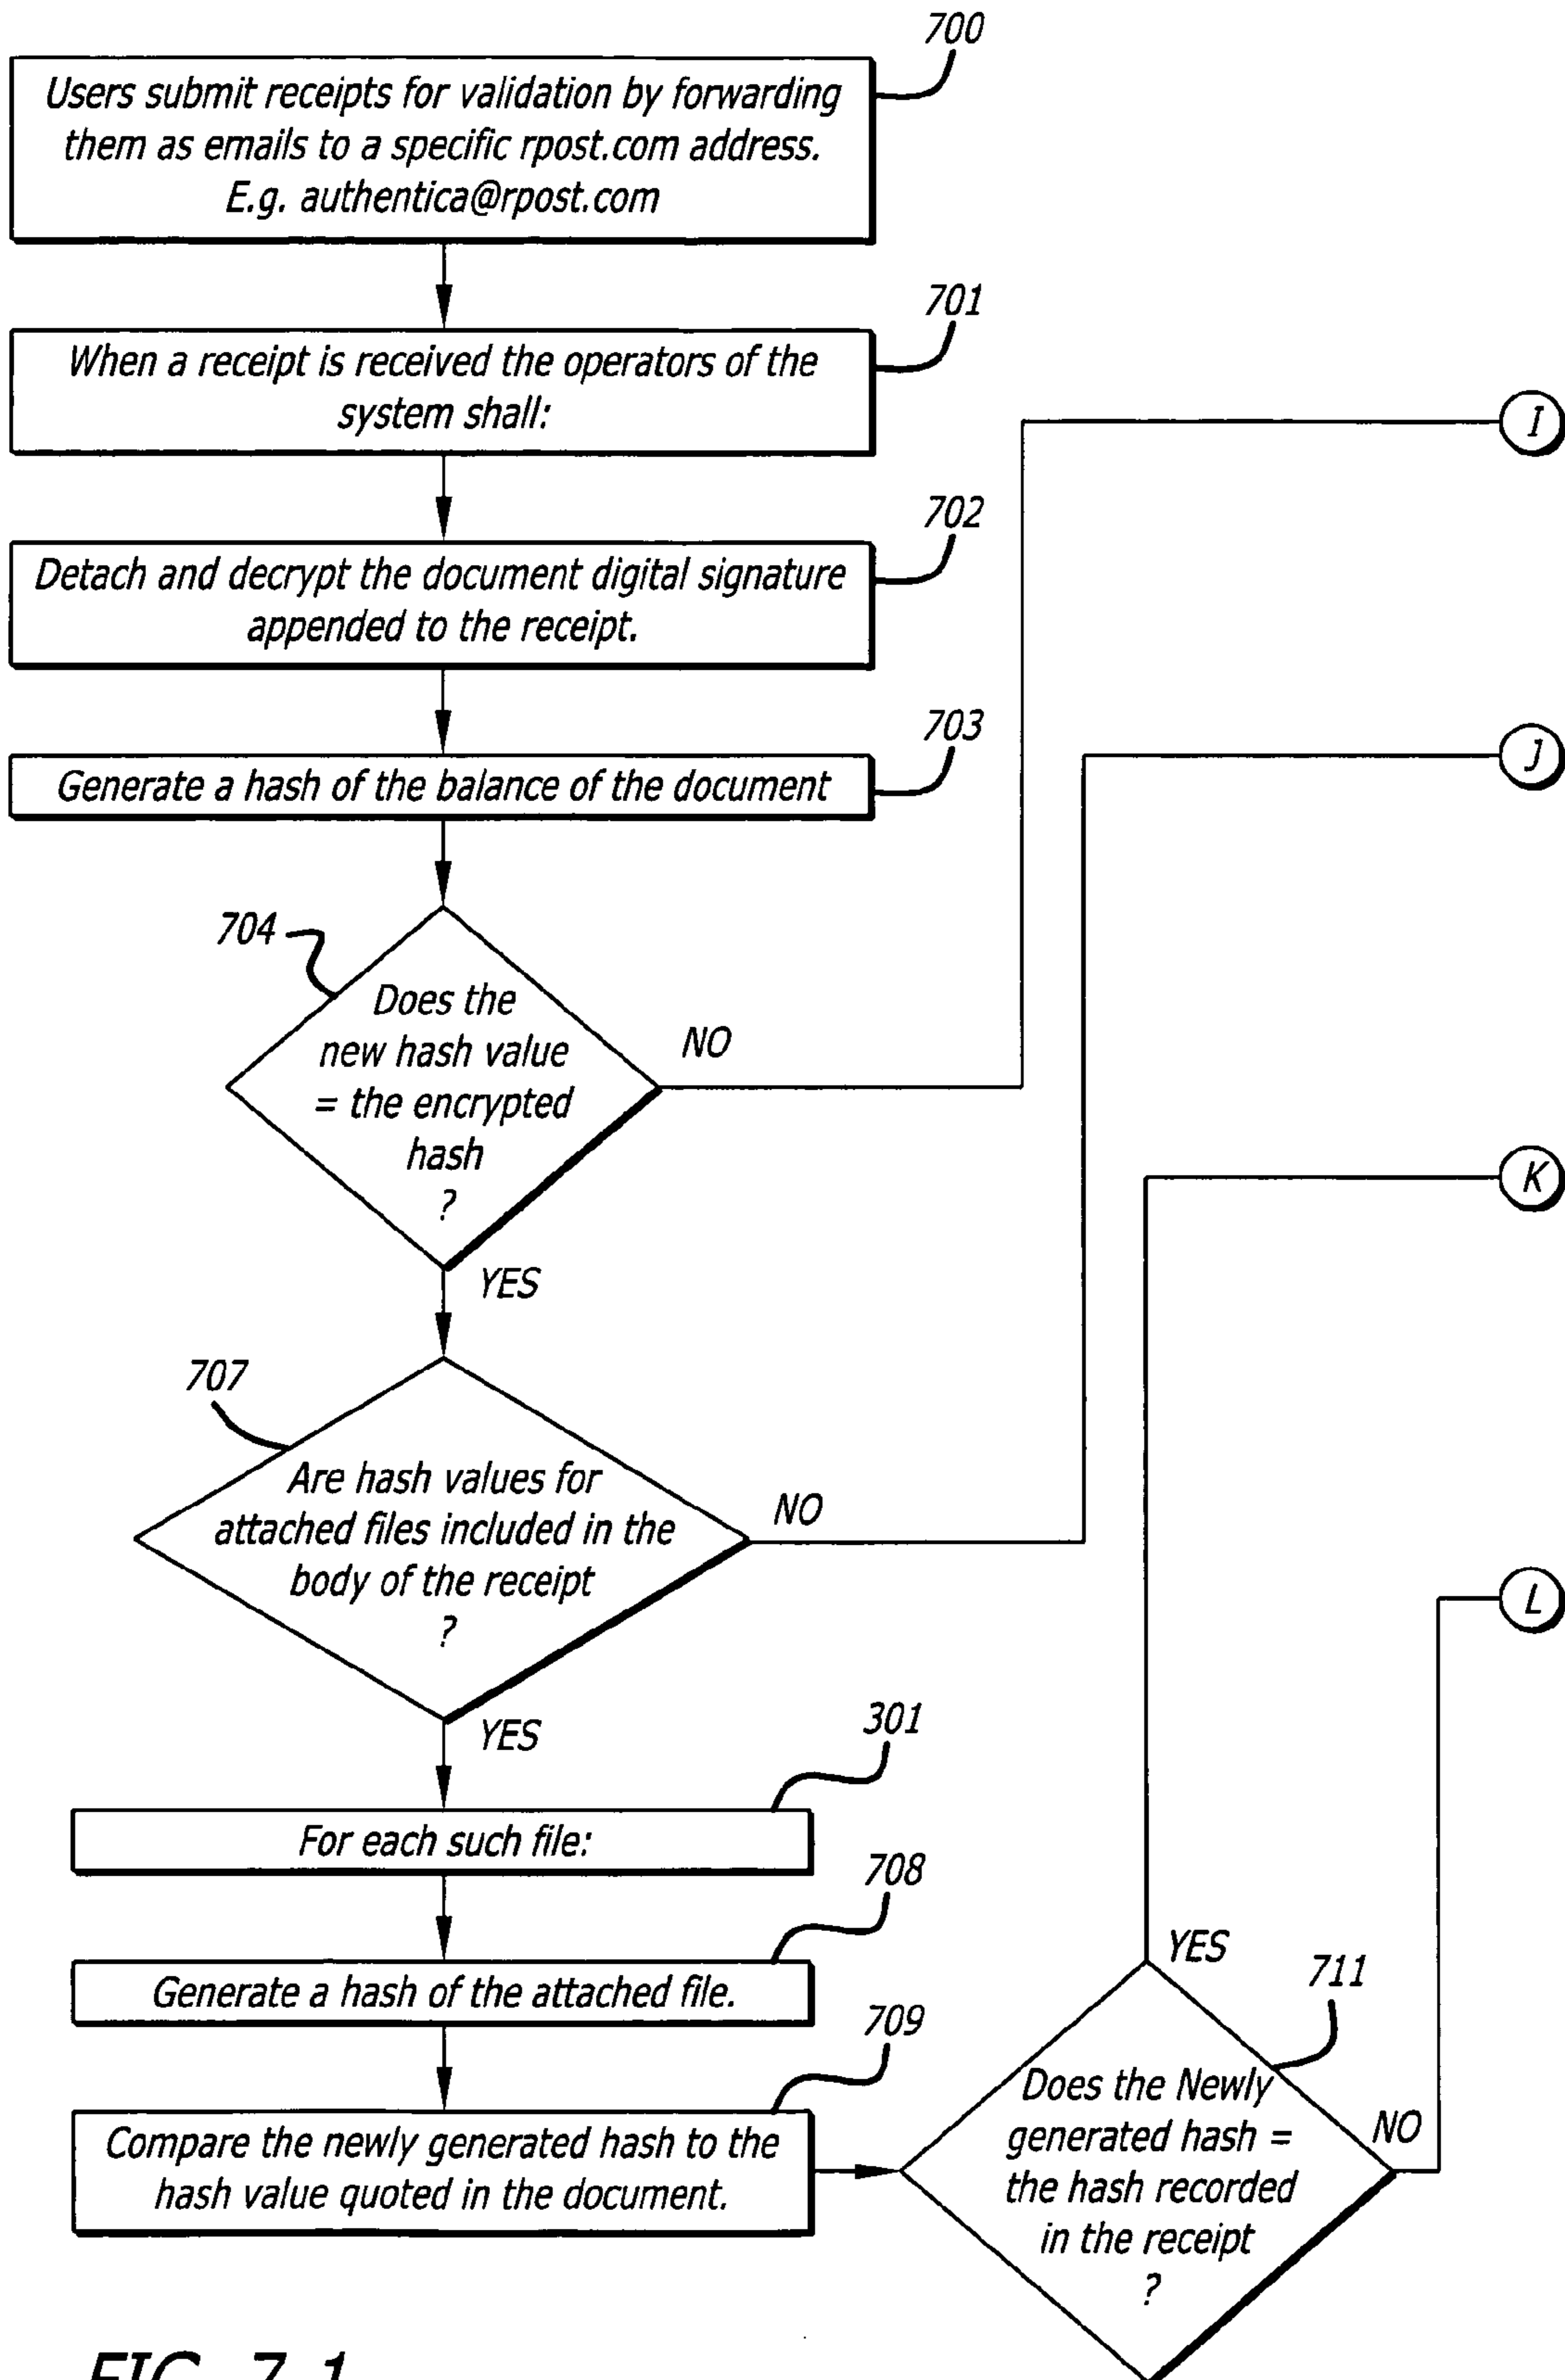 700
Users submit receipts for validation by forwarding
them as emails to a specific rpost.com address.
E.g. authentica@rpost.com
701
When a receipt is received the operators of the
system shall:
I
702
Detach and decrypt the document digital signature
appended to the receipt.
703
Generate a hash of the balance of the document
J
704
Does the
new hash value
= the encrypted
hash
?
NO
YES
K
707
Are hash values for
attached files included in the
body of the receipt
?
NO
YES
L
301
For each such file:
708
Generate a hash of the attached file.
709
Compare the newly generated hash to the
hash value quoted in the document.
YES
711
Does the Newly
generated hash =
the hash recorded
in the receipt
?
NO
FIG. 7-1